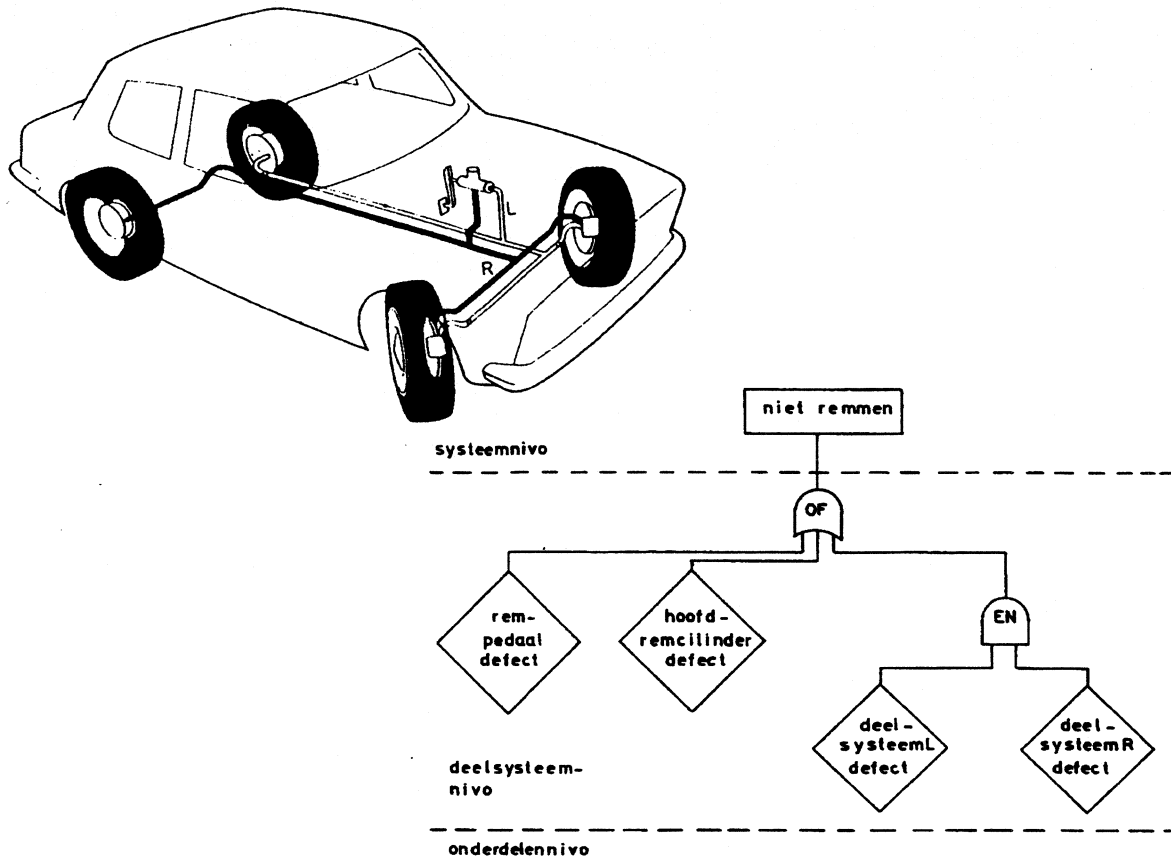 L
R
niet remmen
systeemnivo
OF
rem-
pedaal
defect
hoofd-
remcilinder
defect
EN
deel-
systeemL
defect
deel-
systeemR
defect
deelsysteem-
nivo
onderdelennivo